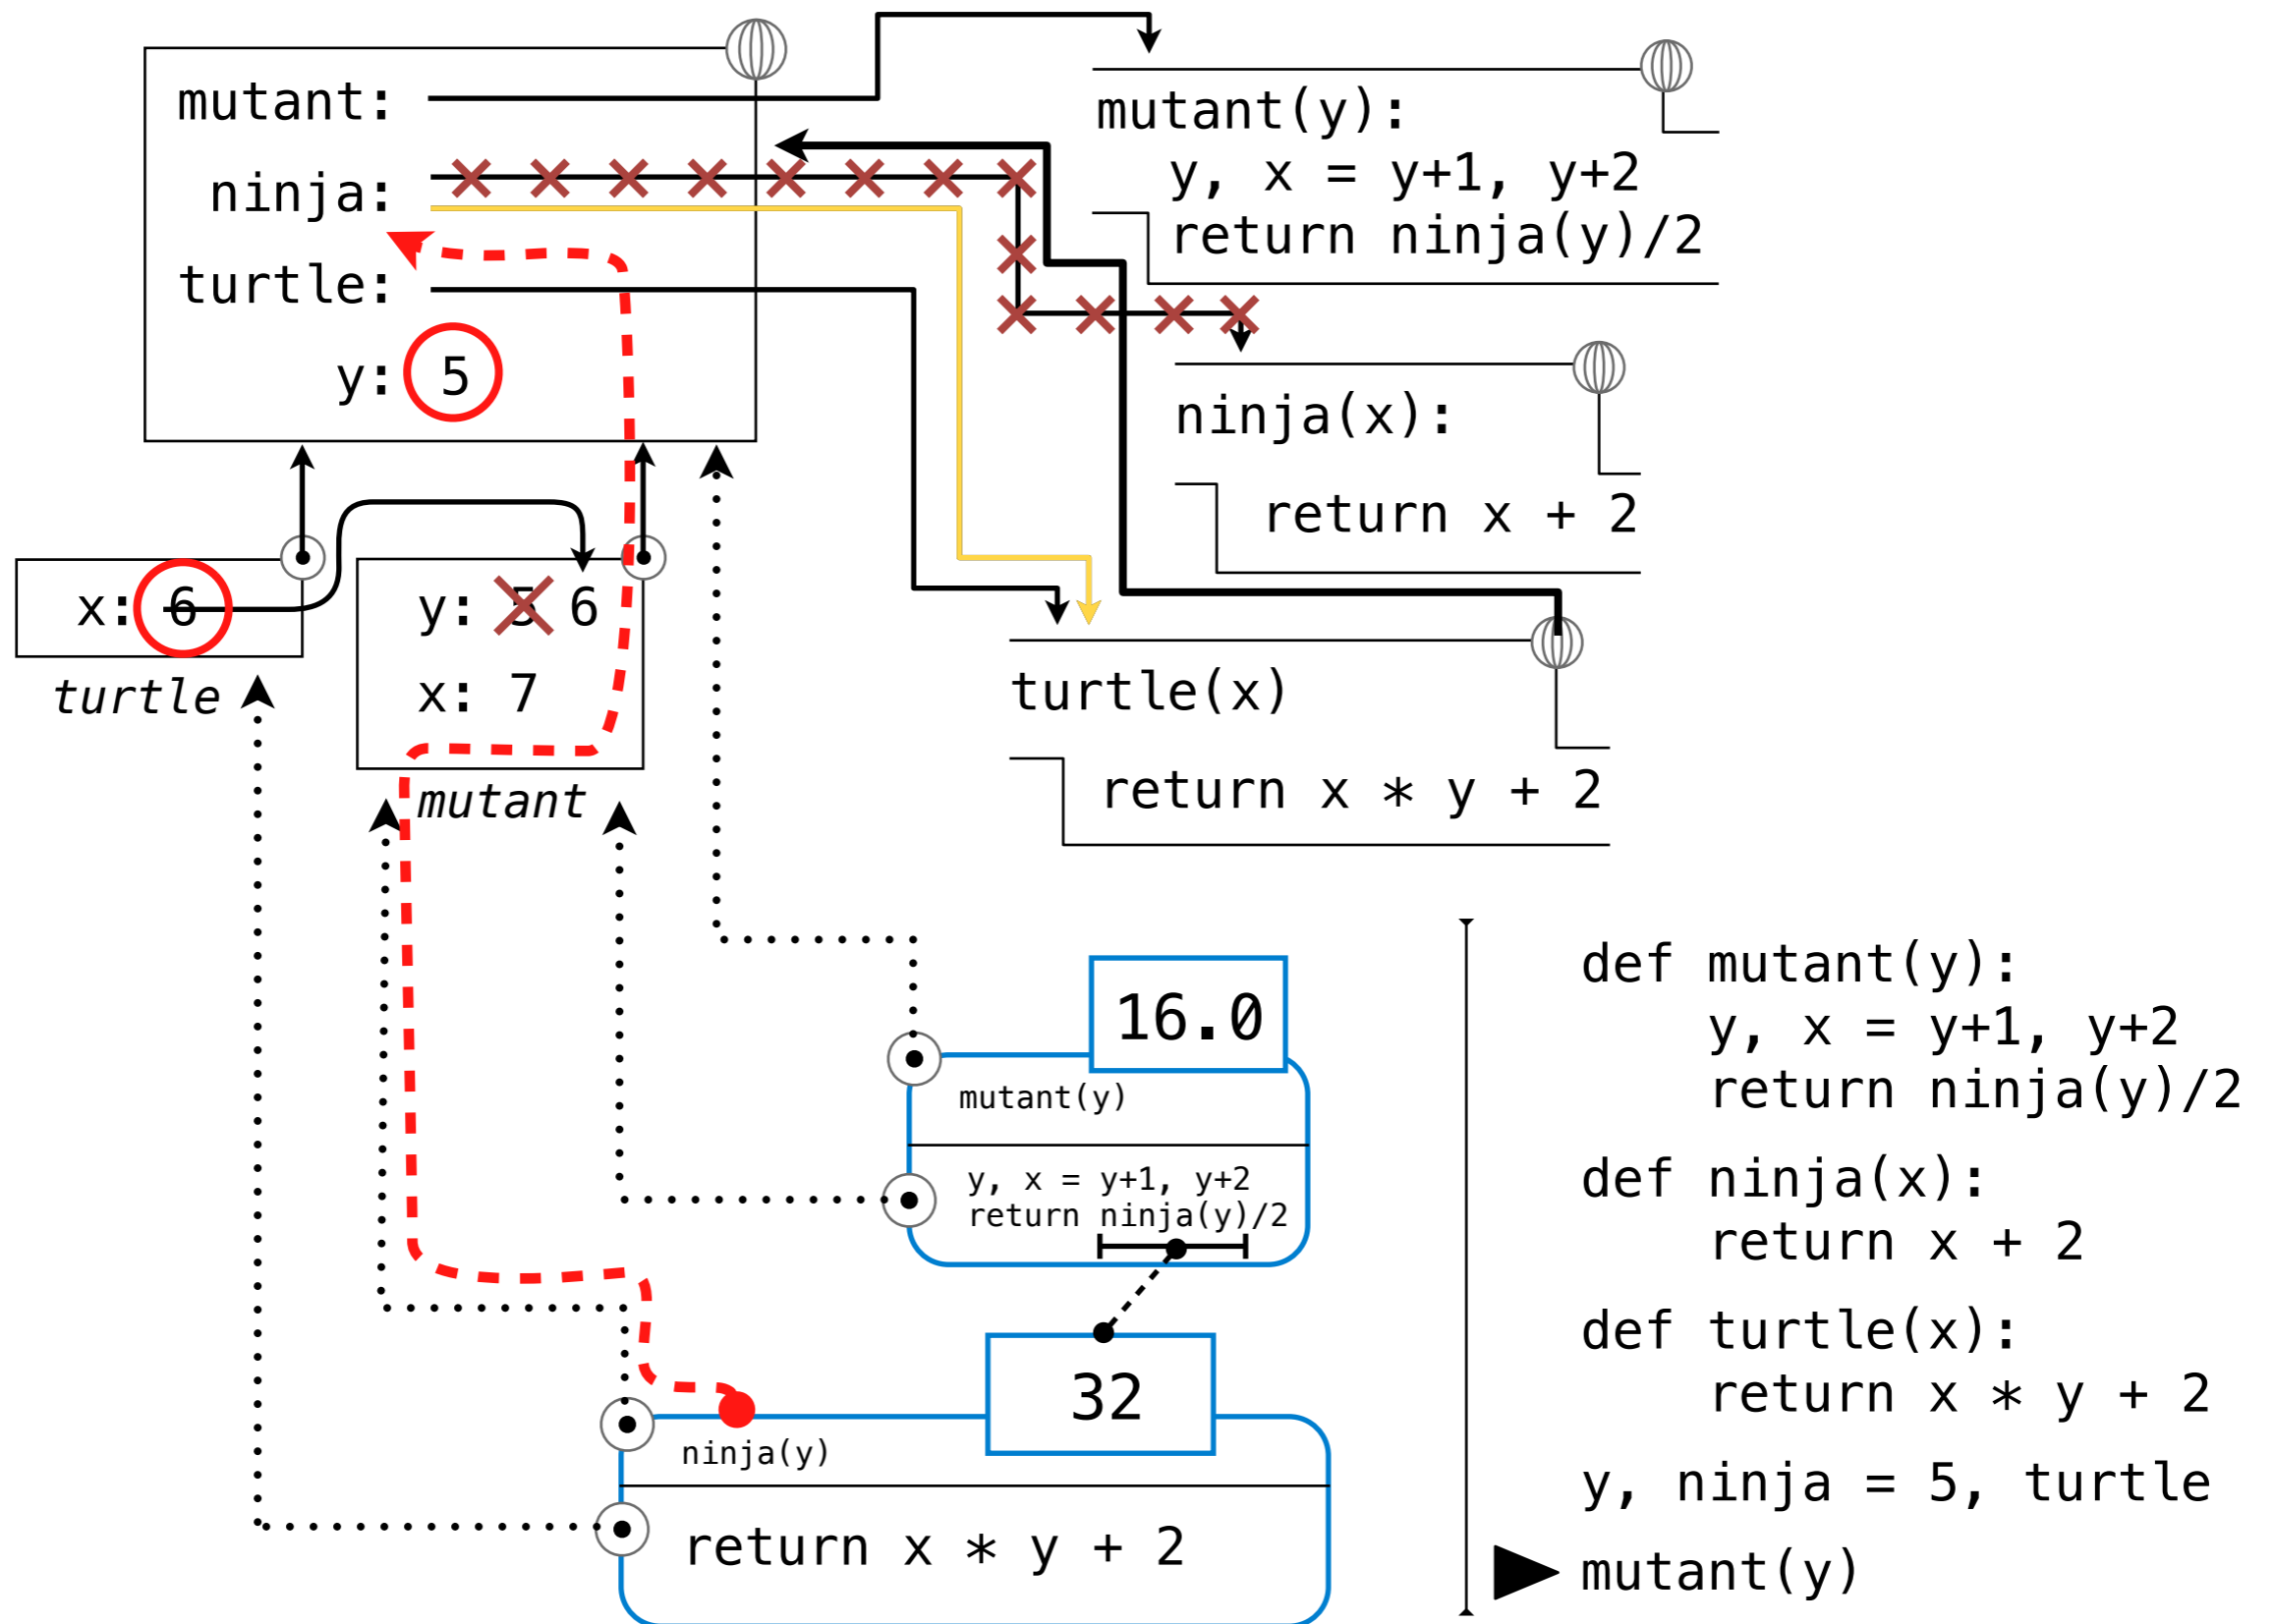 mutant:
ninja:
turtle:
y: 5
mutant(y):
y, x = y+1, y+2
return ninja(y)/2
ninja(x):
return x + 2
x: 6
turtle
y: 5 6
x: 7
mutant
turtle(x)
return x * y + 2
16.0
mutant(y)
y, x = y+1, y+2
return ninja(y)/2
32
ninja(y)
return x * y + 2
def mutant(y):
y, x = y+1, y+2
return ninja(y)/2
def ninja(x):
return x + 2
def turtle(x):
return x * y + 2
y, ninja = 5, turtle
mutant(y)